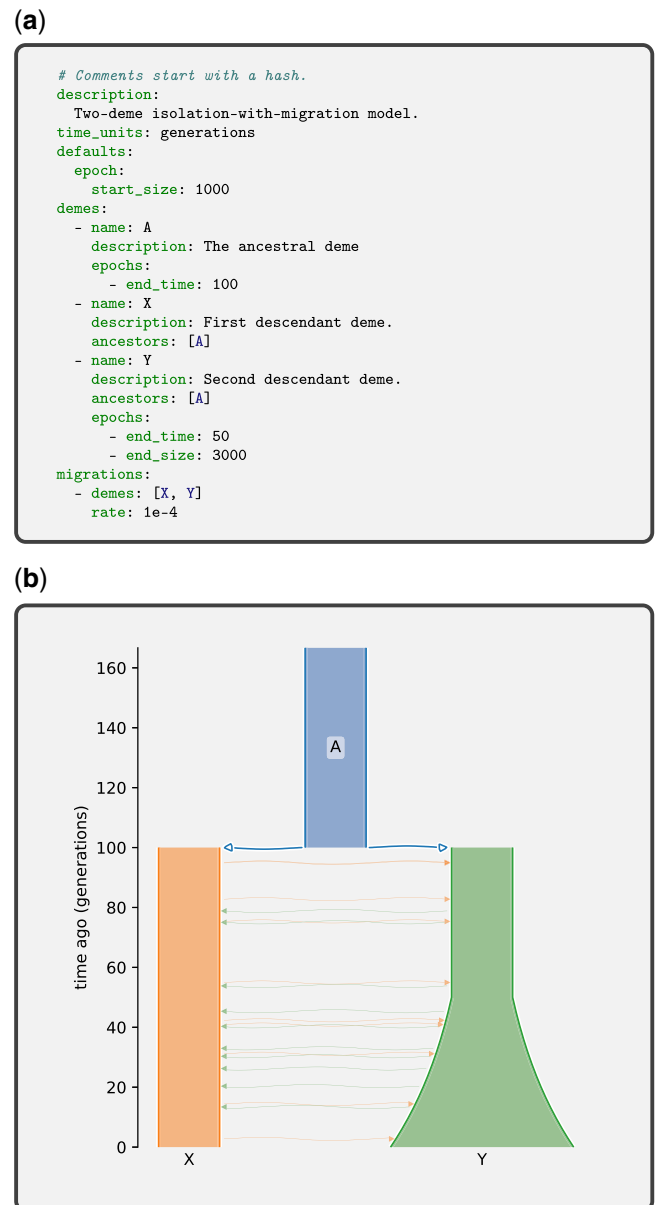 (a)
# Comments start with a hash.
description:
  Two-deme isolation-with-migration model.
time_units: generations
defaults:
  epoch:
    start_size: 1000
demes:
  - name: A
    description: The ancestral deme
    epochs:
      - end_time: 100
  - name: X
    description: First descendant deme.
    ancestors: [A]
  - name: Y
    description: Second descendant deme.
    ancestors: [A]
    epochs:
      - end_time: 50
      - end_size: 3000
migrations:
  - demes: [X, Y]
    rate: 1e-4
(b)
160
140
A
120
time ago (generations)
100
80
60
40
20
0
X Y